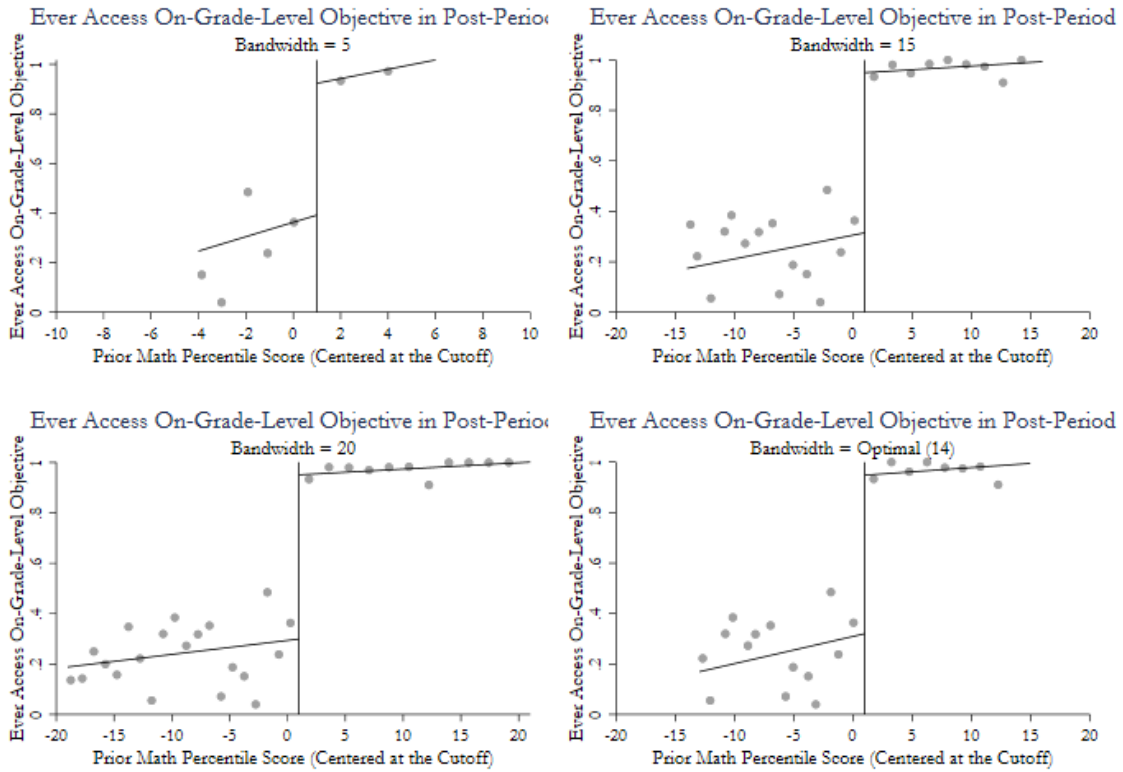 Ever Access On-Grade-Level Objective in Post-Period
Bandwidth = 5
Ever Access On-Grade-Level Objective
1
.8
.6
.4
.2
0
-10 -8 -6 -4 -2 0 2 4 6 8 10
Prior Math Percentile Score (Centered at the Cutoff)
Ever Access On-Grade-Level Objective in Post-Period
Bandwidth = 15
Ever Access On-Grade-Level Objective
1
.8
.6
.4
.2
0
-20 -15 -10 -5 0 5 10 15 20
Prior Math Percentile Score (Centered at the Cutoff)
Ever Access On-Grade-Level Objective in Post-Period
Bandwidth = 20
Ever Access On-Grade-Level Objective
1
.8
.6
.4
.2
0
-20 -15 -10 -5 0 5 10 15 20
Prior Math Percentile Score (Centered at the Cutoff)
Ever Access On-Grade-Level Objective in Post-Period
Bandwidth = Optimal (14)
Ever Access On-Grade-Level Objective
1
.8
.6
.4
.2
0
-20 -15 -10 -5 0 5 10 15 20
Prior Math Percentile Score (Centered at the Cutoff)